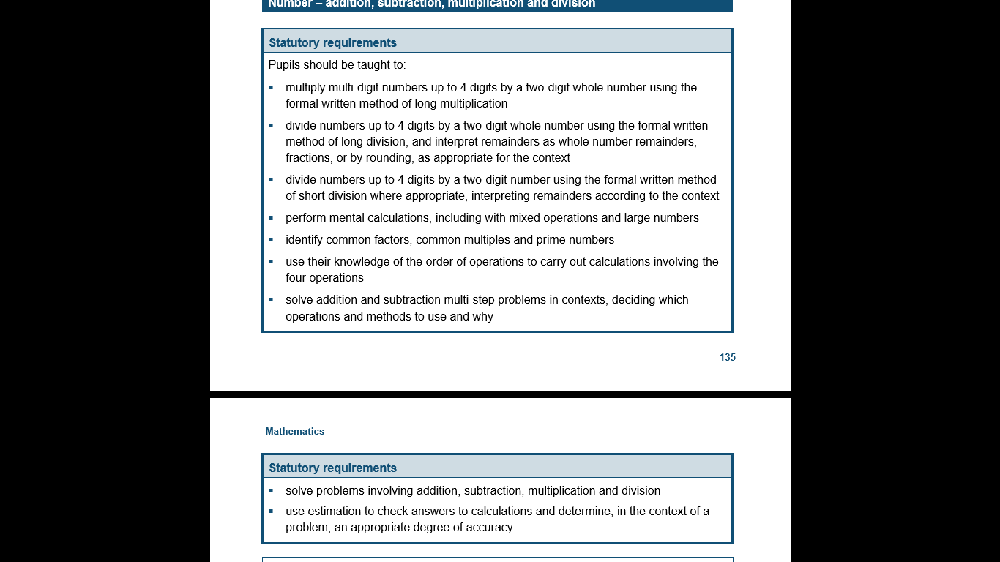 Number – addition, subtraction, multiplication and division
Statutory requirements
Pupils should be taught to:
▪ multiply multi-digit numbers up to 4 digits by a two-digit whole number using the
formal written method of long multiplication
▪ divide numbers up to 4 digits by a two-digit whole number using the formal written
method of long division, and interpret remainders as whole number remainders,
fractions, or by rounding, as appropriate for the context
▪ divide numbers up to 4 digits by a two-digit number using the formal written method
of short division where appropriate, interpreting remainders according to the context
▪ perform mental calculations, including with mixed operations and large numbers
▪ identify common factors, common multiples and prime numbers
▪ use their knowledge of the order of operations to carry out calculations involving the
four operations
▪ solve addition and subtraction multi-step problems in contexts, deciding which
operations and methods to use and why
135
Mathematics
Statutory requirements
▪ solve problems involving addition, subtraction, multiplication and division
▪ use estimation to check answers to calculations and determine, in the context of a
problem, an appropriate degree of accuracy.